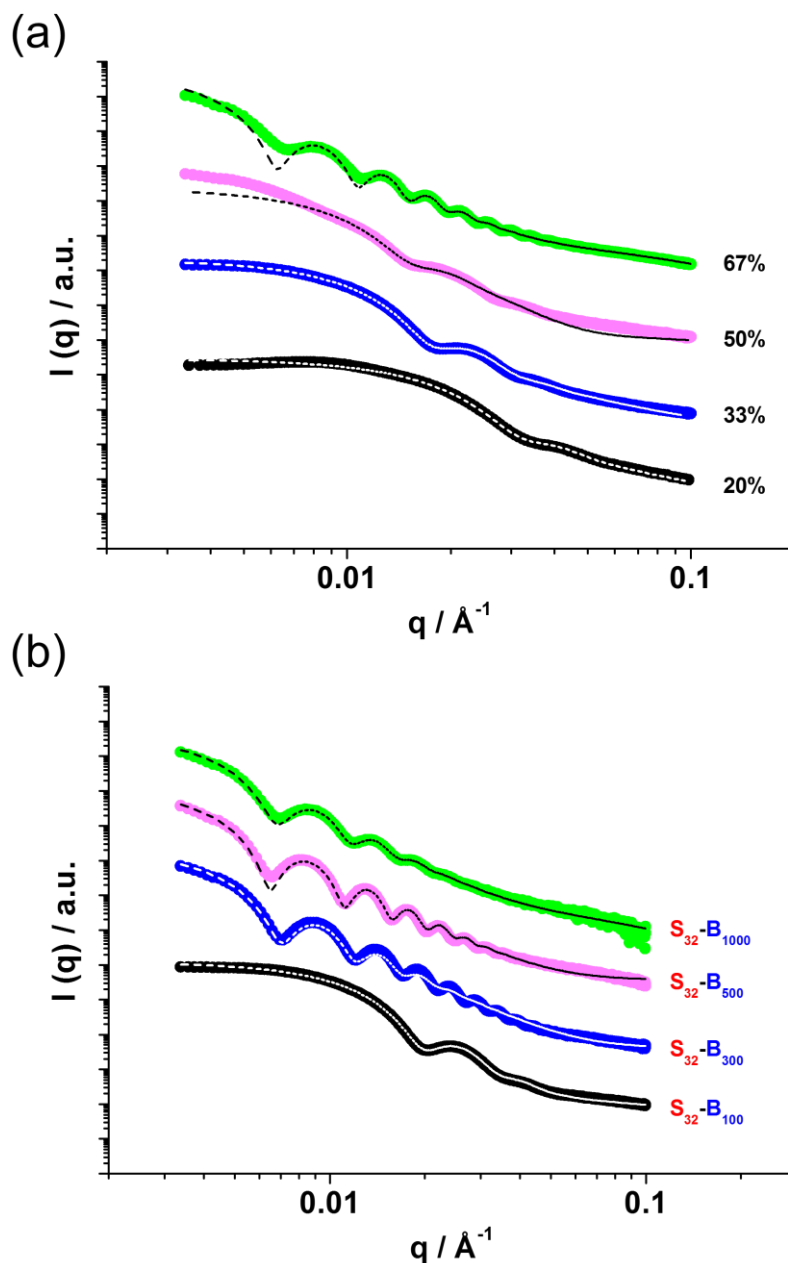 (a)
I (q) / a.u.
67%
50%
33%
20%
0.01
0.1
q / Å⁻¹
(b)
I (q) / a.u.
S₃₂-B₁₀₀₀
S₃₂-B₅₀₀
S₃₂-B₃₀₀
S₃₂-B₁₀₀
0.01
0.1
q / Å⁻¹